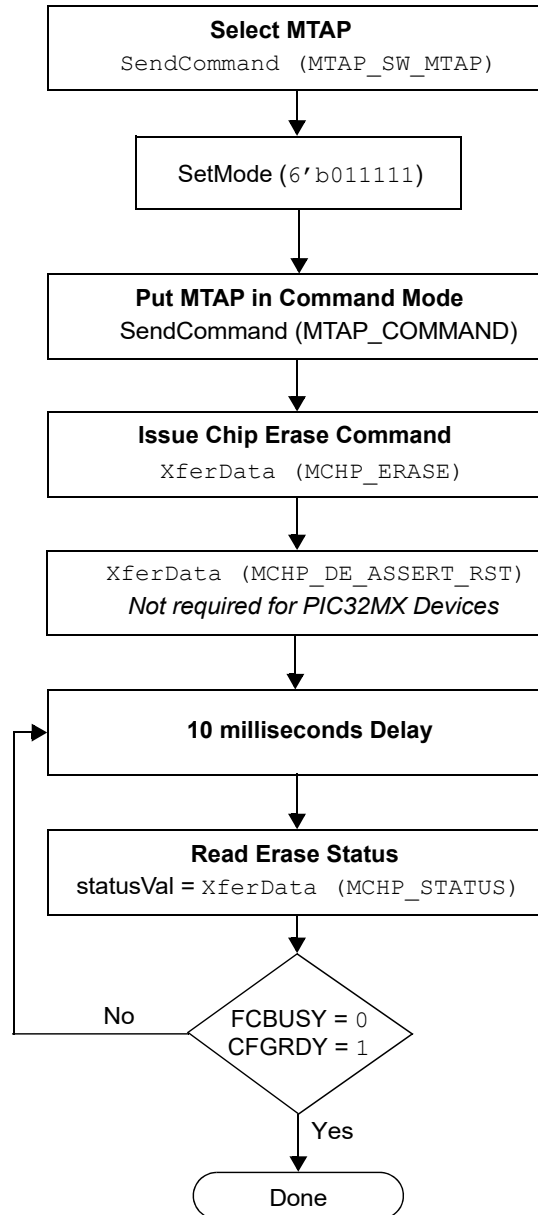 Select MTAP
SendCommand (MTAP_SW_MTAP)
SetMode (6’b011111)
Put MTAP in Command Mode
SendCommand (MTAP_COMMAND)
Issue Chip Erase Command
XferData (MCHP_ERASE)
XferData (MCHP_DE_ASSERT_RST)
Not required for PIC32MX Devices
10 milliseconds Delay
Read Erase Status
statusVal = XferData (MCHP_STATUS)
No
FCBUSY = 0
CFGRDY = 1
Yes
Done